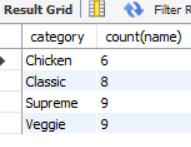 Result Grid Filter R
category count(name)
Chicken 6
Classic 8
Supreme 9
Veggie 9